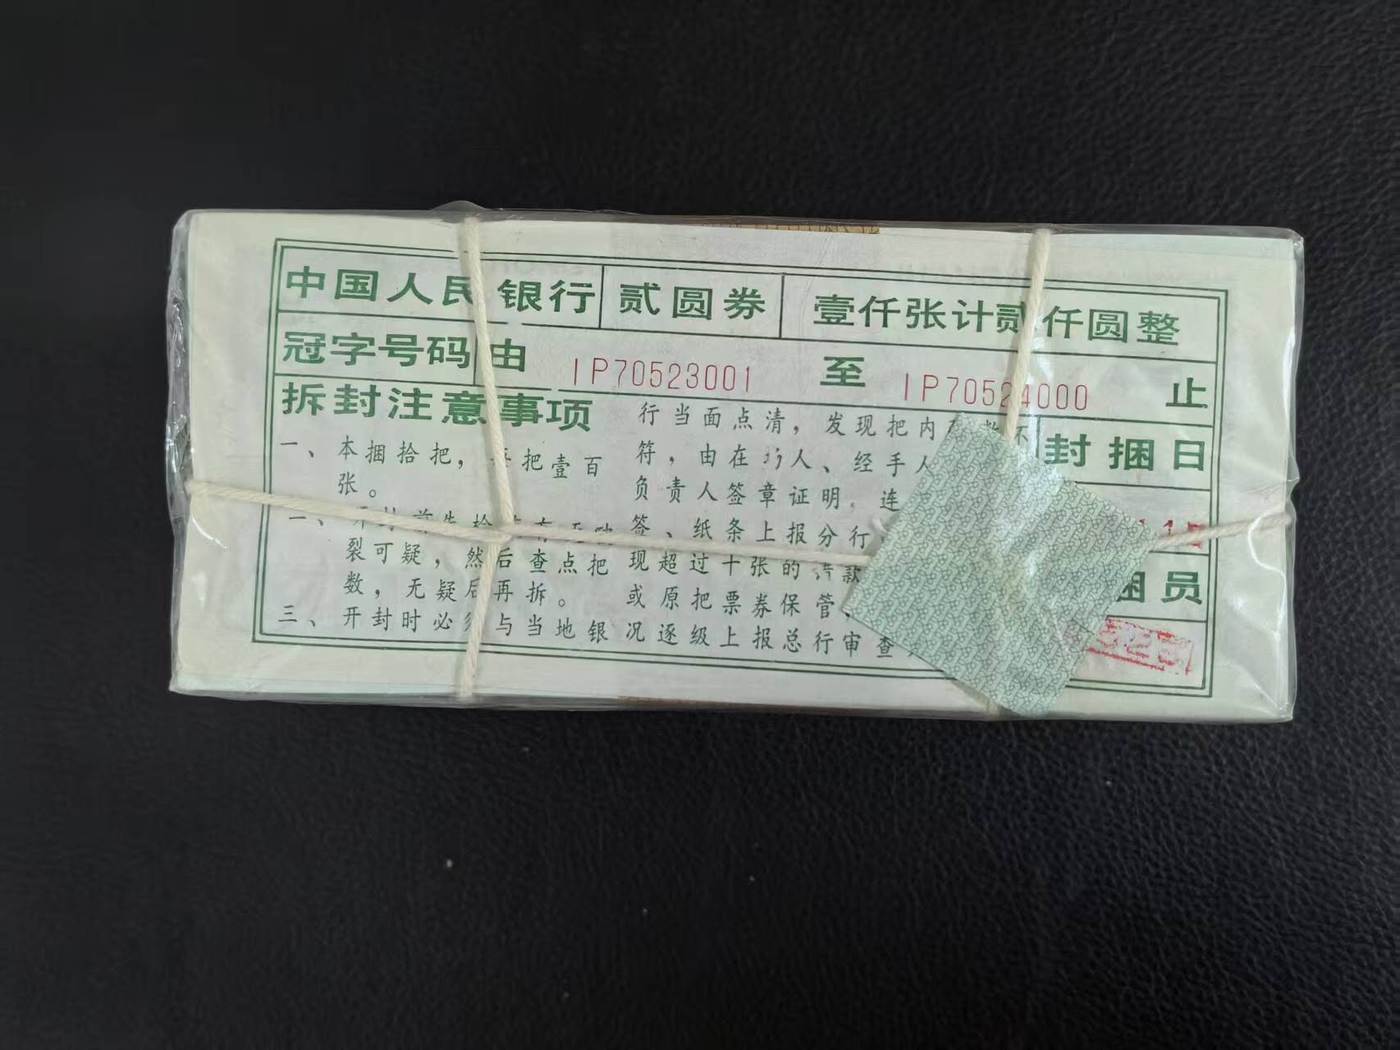 中国人民银行 贰圆券 壹仟张计贰仟圆整
冠字号码由 IP70523001 至 IP70524000 止
拆封注意事项
一、本捆拾把，每把壹百
张。
裂可疑，然后查点把
数，无疑后再拆。
三、开封时必须与当地银
行当面点清，发现把内
符，由在场人、经手人
负责人签章证明，连
签、纸条上报分行
现超过十张的
或原把票券保管
况逐级上报总行审查
封捆日
捆员